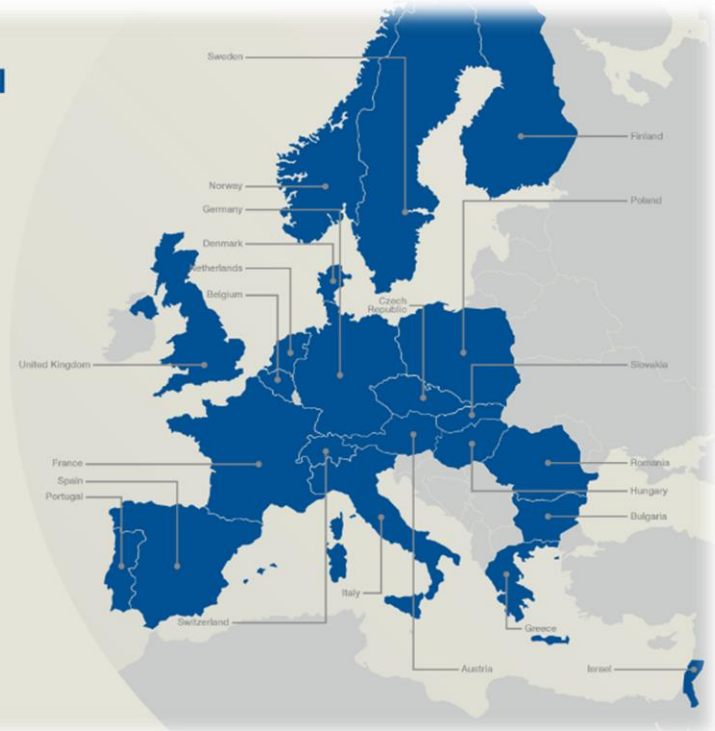 Sweden
Finland
Norway
Poland
Germany
Denmark
Netherlands
Belgium
Czech
Republic
United Kingdom
Slovakia
France
Romania
Spain
Hungary
Portugal
Bulgaria
Italy
Switzerland
Greece
Austria
Israel